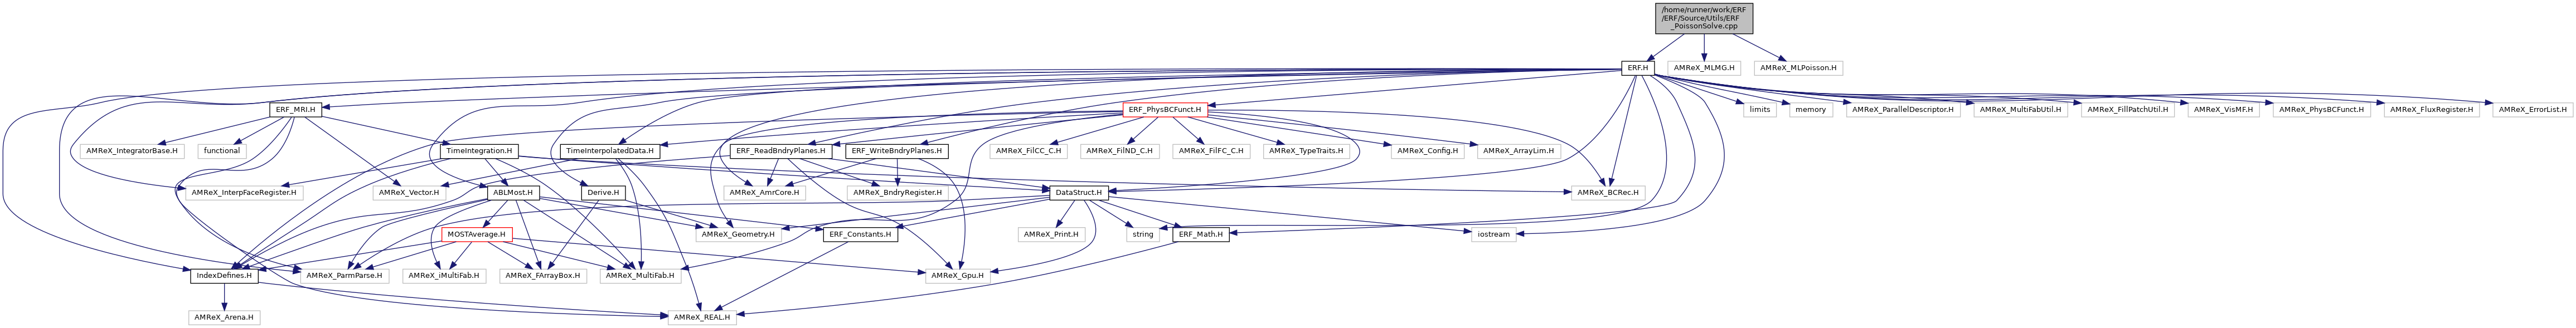 /home/runner/work/ERF
/ERF/Source/Utils/ERF
_PoissonSolve.cpp
ERF.H
AMReX_MLMG.H
AMReX_MLPoisson.H
ERF_MRI.H
ERF_PhysBCFunct.H
limits
memory
AMReX_ParallelDescriptor.H
AMReX_MultiFabUtil.H
AMReX_FillPatchUtil.H
AMReX_VisMF.H
AMReX_PhysBCFunct.H
AMReX_FluxRegister.H
AMReX_ErrorList.H
AMReX_IntegratorBase.H
functional
TimeIntegration.H
TimeInterpolatedData.H
ERF_ReadBndryPlanes.H
ERF_WriteBndryPlanes.H
AMReX_FilCC_C.H
AMReX_FilND_C.H
AMReX_FilFC_C.H
AMReX_TypeTraits.H
AMReX_Config.H
AMReX_ArrayLim.H
AMReX_InterpFaceRegister.H
AMReX_Vector.H
ABLMost.H
Derive.H
AMReX_AmrCore.H
AMReX_BndryRegister.H
DataStruct.H
AMReX_BCRec.H
MOSTAverage.H
AMReX_Geometry.H
ERF_Constants.H
AMReX_Print.H
string
ERF_Math.H
iostream
IndexDefines.H
AMReX_ParmParse.H
AMReX_iMultiFab.H
AMReX_FArrayBox.H
AMReX_MultiFab.H
AMReX_Gpu.H
AMReX_Arena.H
AMReX_REAL.H